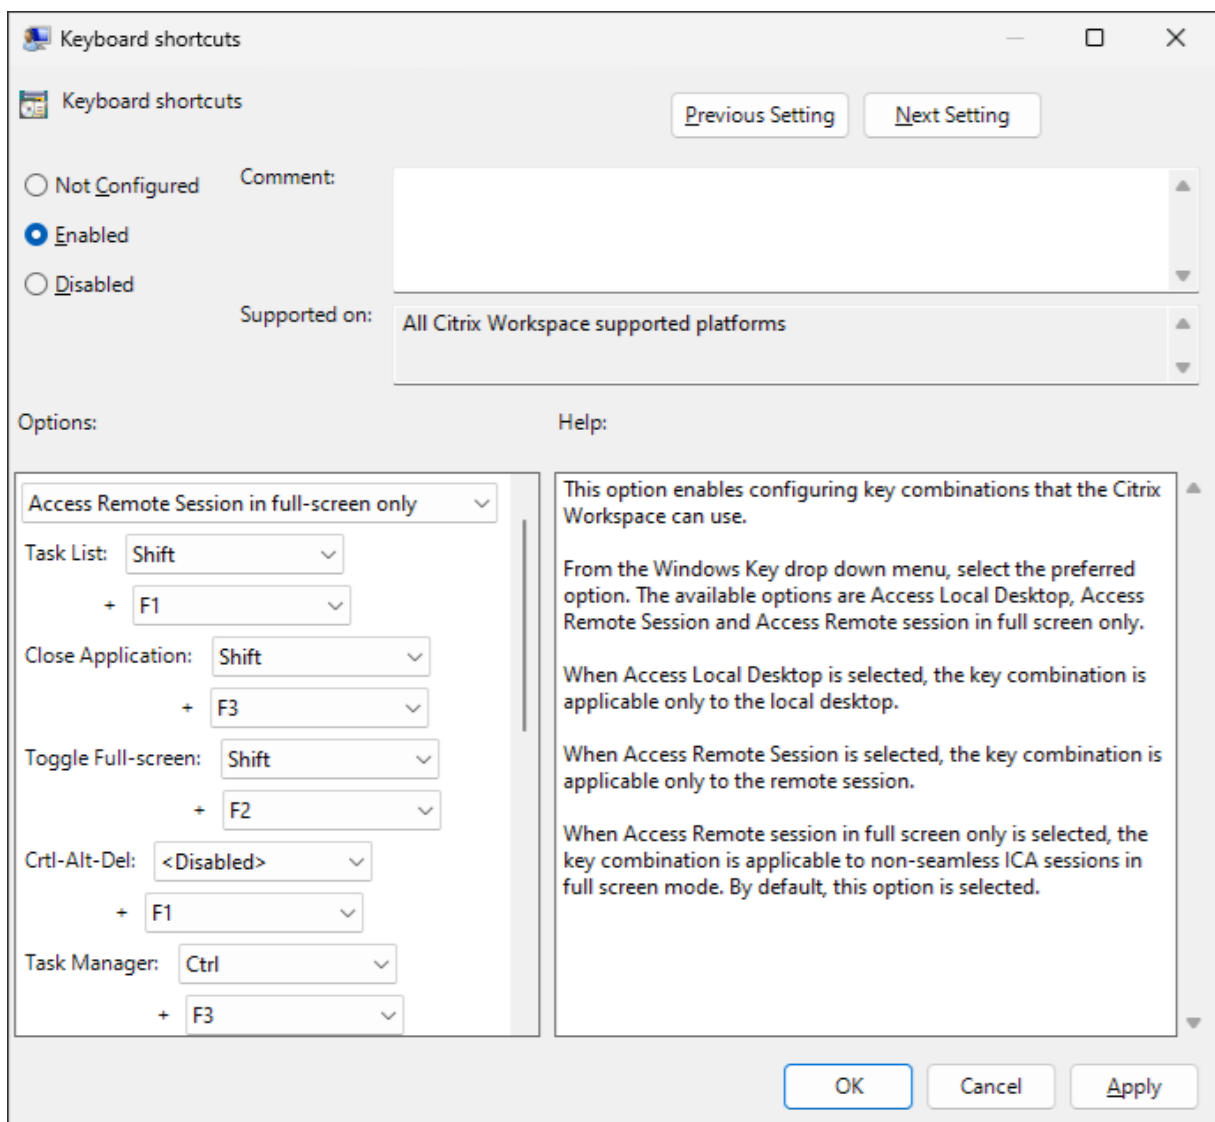 Keyboard shortcuts
Keyboard shortcuts
Previous Setting
Next Setting
Not Configured
Comment:
Enabled
Disabled
Supported on:
All Citrix Workspace supported platforms
Options:
Help:
Access Remote Session in full-screen only
Task List: Shift
+ F1
Close Application: Shift
+ F3
Toggle Full-screen: Shift
+ F2
Crtl-Alt-Del: <Disabled>
+ F1
Task Manager: Ctrl
+ F3
This option enables configuring key combinations that the Citrix
Workspace can use.
From the Windows Key drop down menu, select the preferred
option. The available options are Access Local Desktop, Access
Remote Session and Access Remote session in full screen only.
When Access Local Desktop is selected, the key combination is
applicable only to the local desktop.
When Access Remote Session is selected, the key combination is
applicable only to the remote session.
When Access Remote session in full screen only is selected, the
key combination is applicable to non-seamless ICA sessions in
full screen mode. By default, this option is selected.
OK
Cancel
Apply